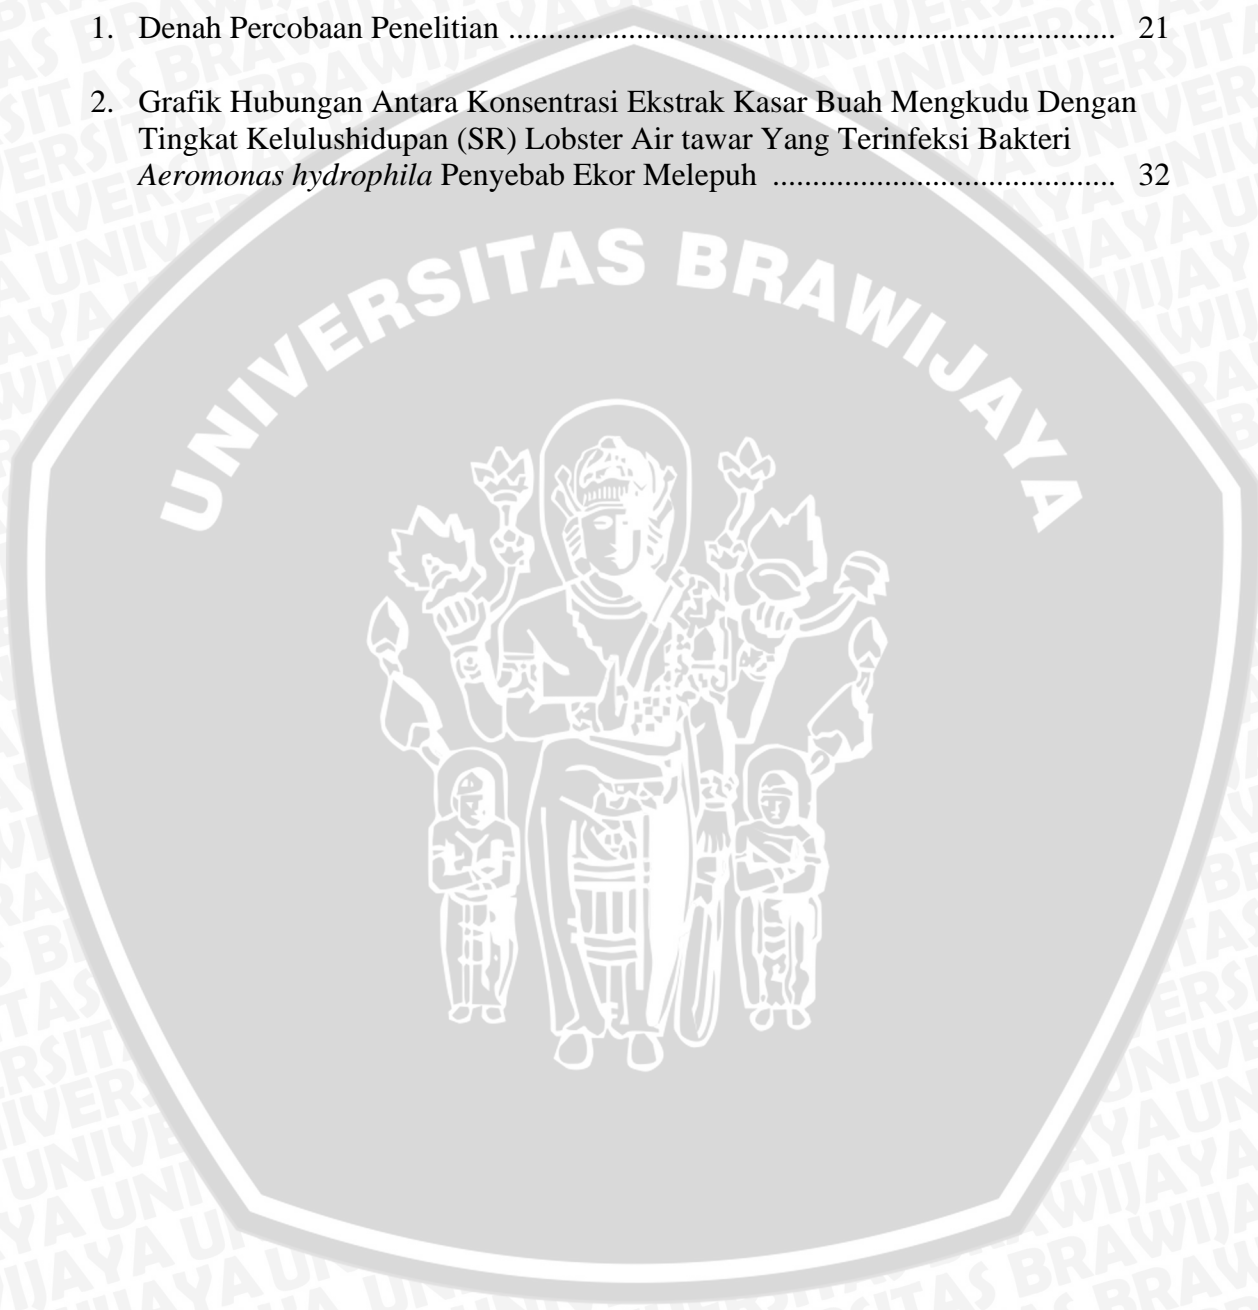 1. Denah Percobaan Penelitian ........................................................................... 21
2. Grafik Hubungan Antara Konsentrasi Ekstrak Kasar Buah Mengkudu Dengan
Tingkat Kelulushidupan (SR) Lobster Air tawar Yang Terinfeksi Bakteri
Aeromonas hydrophila Penyebab Ekor Melepuh .......................................... 32
UNIVERSITAS BRAWIJAYA